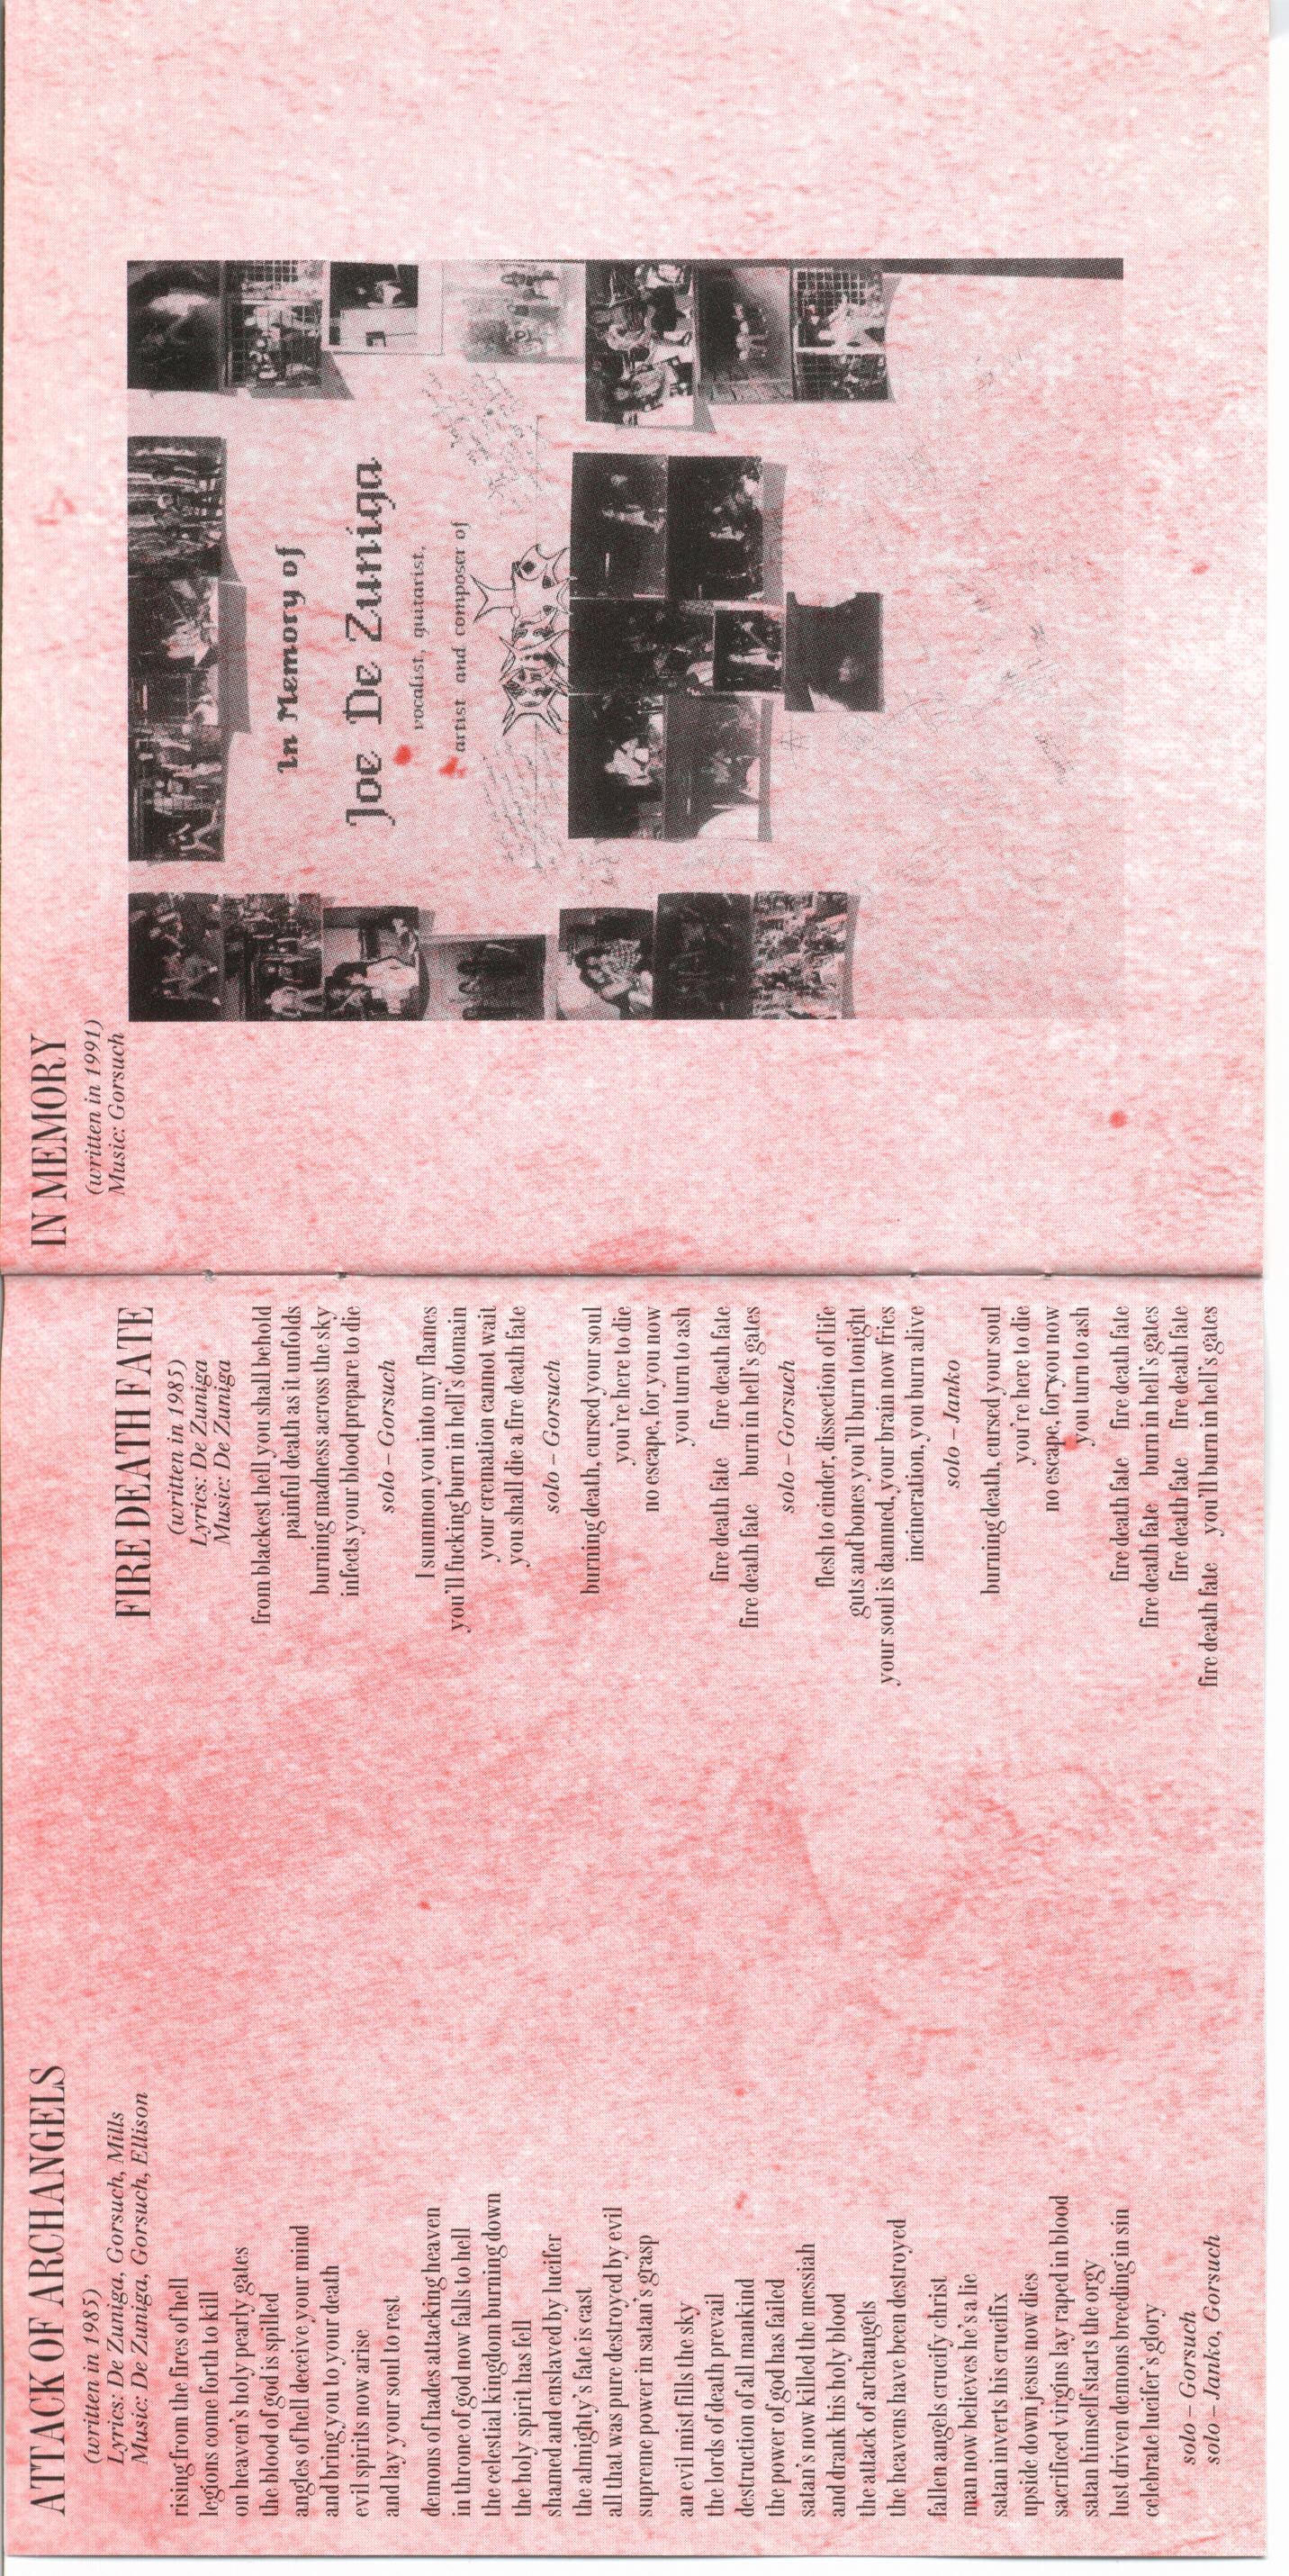 ATTACK OF ARCHANGELS
(written in 1985)
Lyrics: De Zuniga, Gorsuch, Mills
Music: De Zuniga, Gorsuch, Ellison
rising from the fires of hell
legions come forth to kill
on heaven's holy pearly gates
the blood of god is spilled
angles of hell deceive your mind
and bring you to your death
evil spirits now arise
and lay your soul to rest
demons of hades attacking heaven
in throne of god now falls to hell
the celestial kingdom burning down
the holy spirit has fell
shamed and enslaved by lucifer
the almighty's fate is cast
all that was pure destroyed by evil
supreme power in satan's grasp
an evil mist fills the sky
the lords of death prevail
destruction of all mankind
the power of god has failed
satan's now killed the messiah
and drank his holy blood
the attack of archangels
the heavens have been destroyed
fallen angels crucify christ
man now believes he's a lie
satan inverts his crucifix
upside down jesus now dies
sacrificed virgins lay raped in blood
satan himself starts the orgy
lust driven demons breeding in sin
celebrate lucifer's glory
solo – Gorsuch
solo – Janko, Gorsuch
FIRE DEATH FATE
(written in 1985)
Lyrics: De Zuniga
Music: De Zuniga
from blackest hell you shall behold
painful death as it unfolds
burning madness across the sky
infects your blood prepare to die
solo – Gorsuch
I summon you into my flames
you'll fucking burn in hell's domain
your cremation cannot wait
you shall die a fire death fate
solo – Gorsuch
burning death, cursed your soul
you're here to die
no escape, for you now
you turn to ash
fire death fate fire death fate
fire death fate burn in hell's gates
solo – Gorsuch
flesh to cinder, dissection of life
guts and bones you'll burn tonight
your soul is damned, your brain now fries
incineration, you burn alive
solo – Janko
burning death, cursed your soul
you're here to die
no escape, for you now
you turn to ash
fire death fate fire death fate
fire death fate burn in hell's gates
fire death fate fire death fate
fire death fate you'll burn in hell's gates
IN MEMORY
(written in 1991)
Music: Gorsuch
In Memory of
Joe De Zuniga
vocalist, guitarist,
artist and composer of